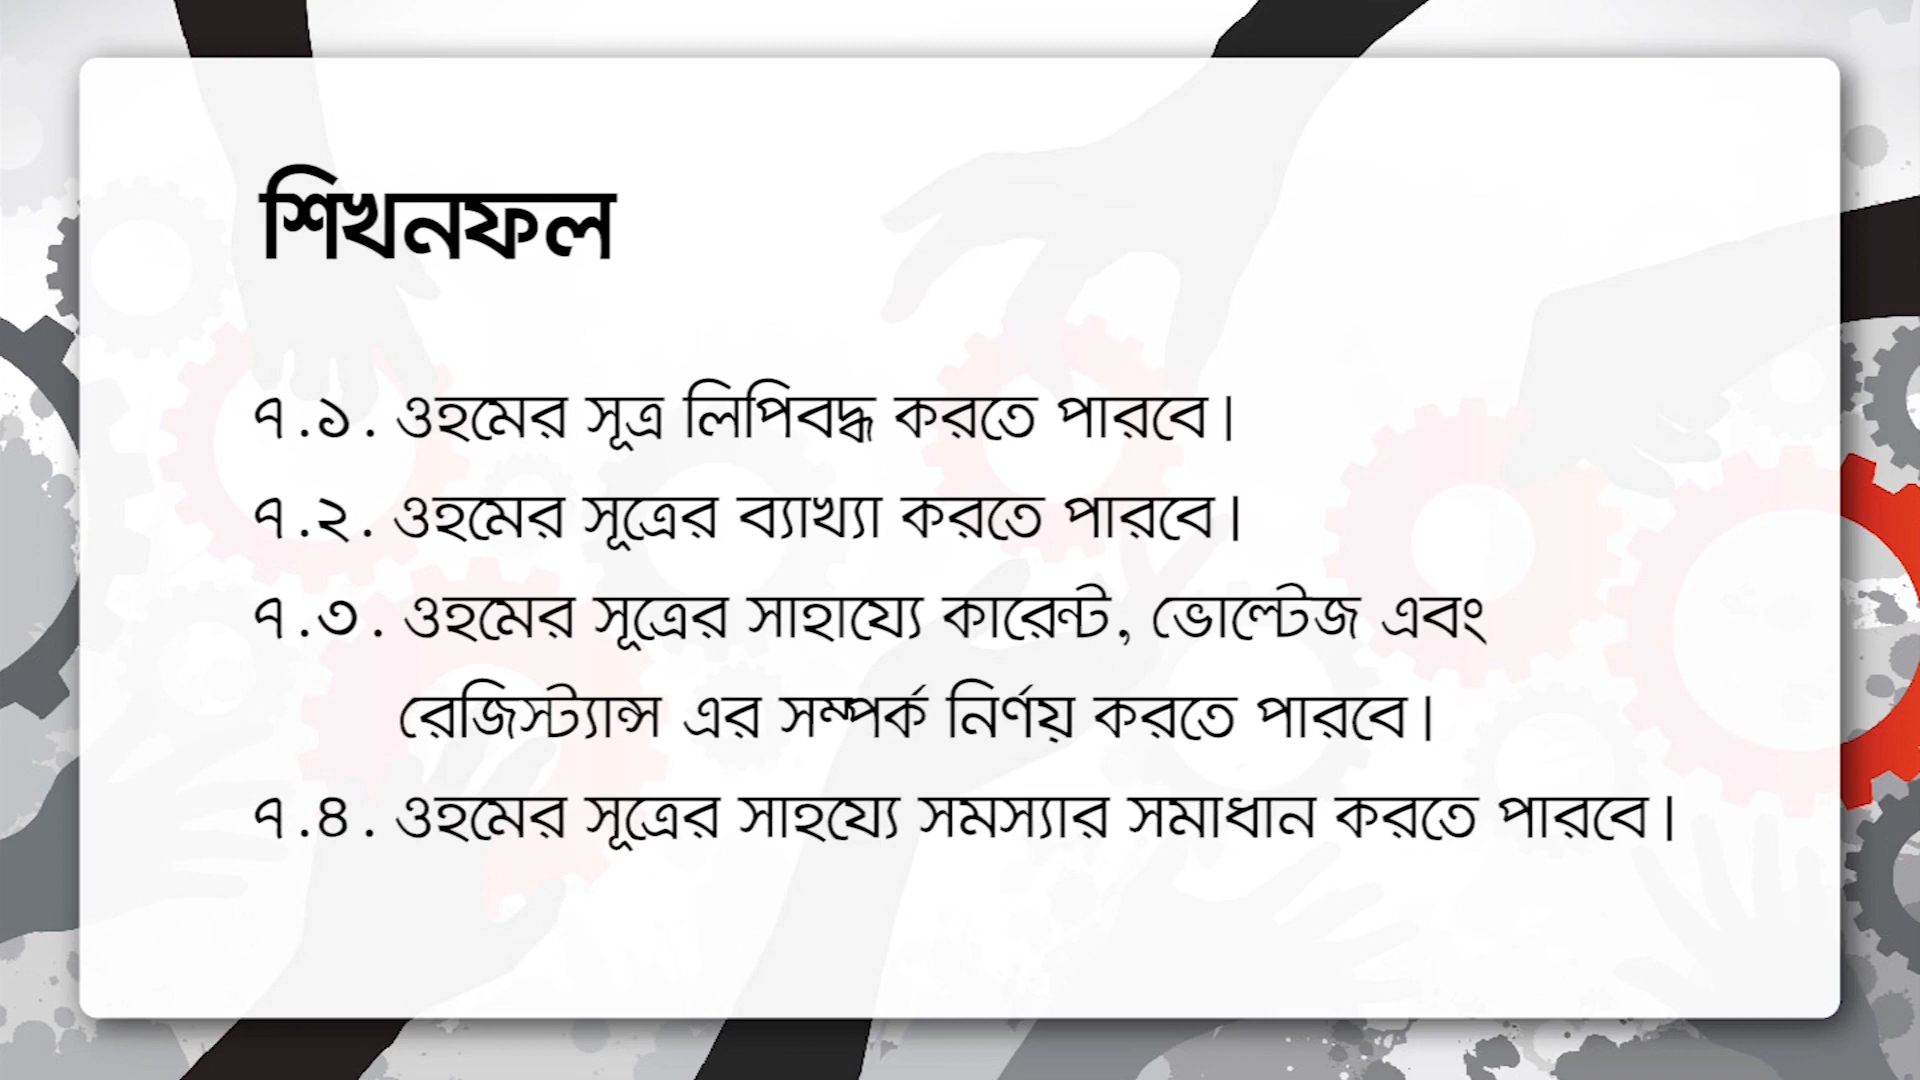 শিখনফল
৭.১. ওহমের সূত্র লিপিবদ্ধ করতে পারবে।
৭.২. ওহমের সূত্রের ব্যাখ্যা করতে পারবে।
৭.৩. ওহমের সূত্রের সাহায্যে কারেন্ট, ভোল্টেজ এবং
রেজিস্ট্যান্স এর সম্পর্ক নির্ণয় করতে পারবে।
৭.৪. ওহমের সূত্রের সাহয্যে সমস্যার সমাধান করতে পারবে।